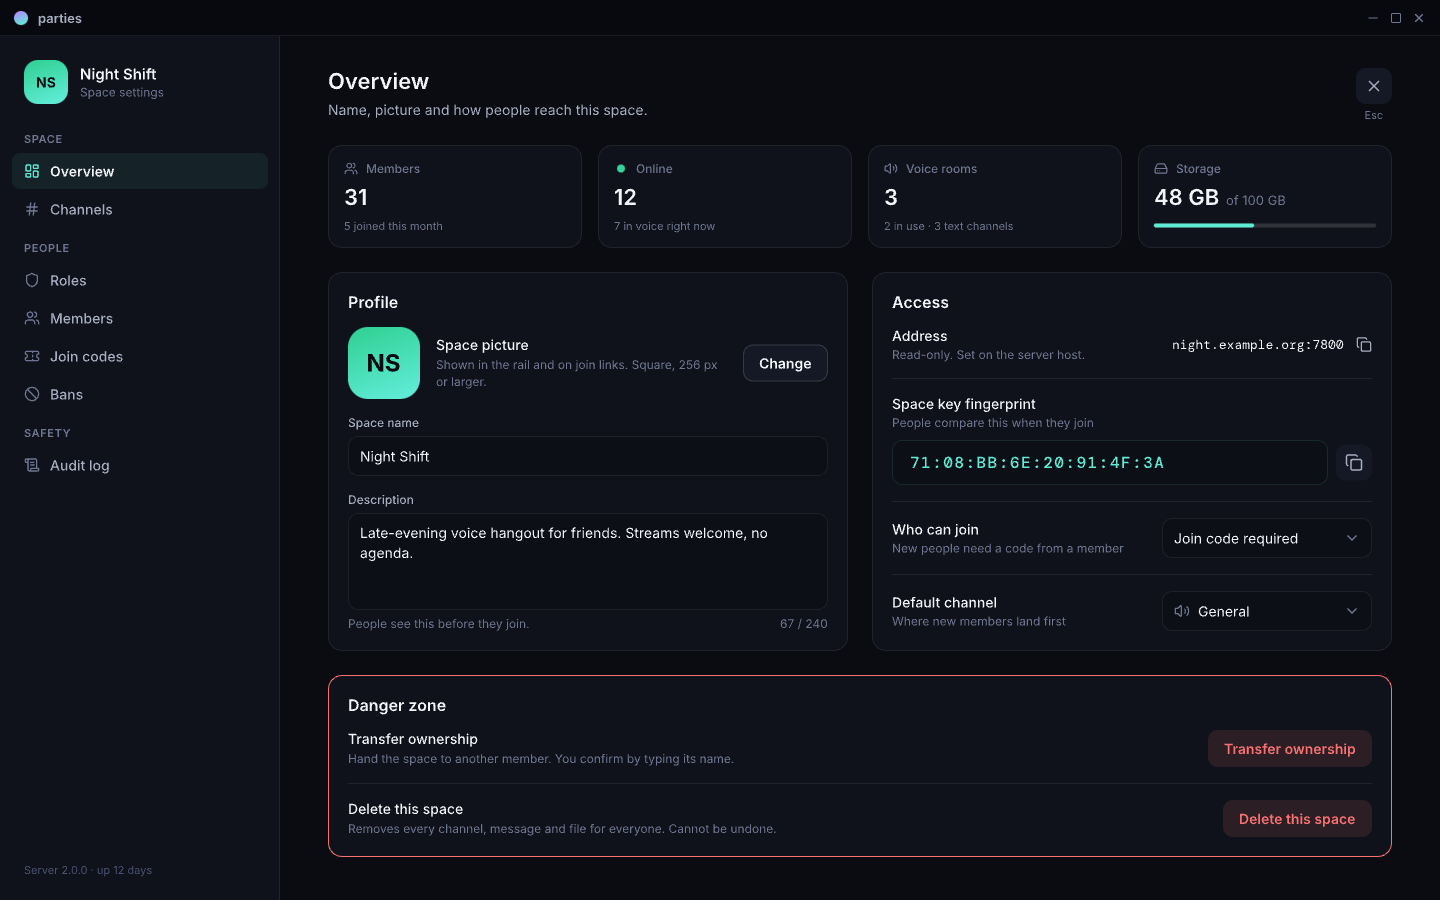 parties
NS
Night Shift
Space settings
SPACE
Overview
Channels
PEOPLE
Roles
Members
Join codes
Bans
SAFETY
Audit log
Server 2.0.0 · up 12 days
Overview
Name, picture and how people reach this space.
Esc
Members
31
5 joined this month
Online
12
7 in voice right now
Voice rooms
3
2 in use · 3 text channels
Storage
48 GB of 100 GB
Profile
NS
Space picture
Shown in the rail and on join links. Square, 256 px
or larger.
Change
Space name
Night Shift
Description
Late-evening voice hangout for friends. Streams welcome, no
agenda.
People see this before they join.
67 / 240
Access
Address
Read-only. Set on the server host.
night.example.org:7800
Space key fingerprint
People compare this when they join
71:08:BB:6E:20:91:4F:3A
Who can join
New people need a code from a member
Join code required
Default channel
Where new members land first
General
Danger zone
Transfer ownership
Hand the space to another member. You confirm by typing its name.
Transfer ownership
Delete this space
Removes every channel, message and file for everyone. Cannot be undone.
Delete this space